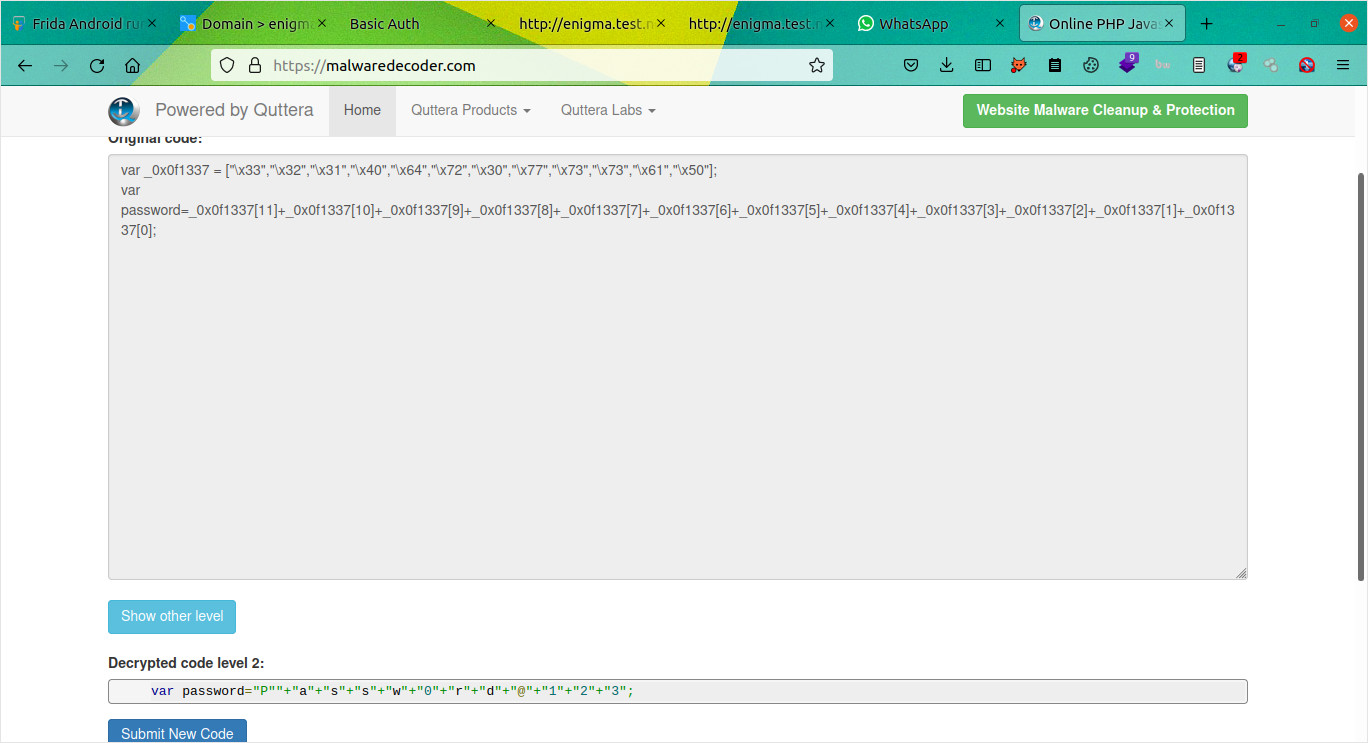 Frida Android ru
Domain > enigma
Basic Auth
http://enigma.test.n
http://enigma.test.n
WhatsApp
Online PHP Javas
https://malwaredecoder.com
9
2
Powered by Quttera
Home
Quttera Products
Quttera Labs
Website Malware Cleanup & Protection
Original code:
var _0x0f1337 = ["\x33","\x32","\x31","\x40","\x64","\x72","\x30","\x77","\x73","\x73","\x61","\x50"];
var
password=_0x0f1337[11]+_0x0f1337[10]+_0x0f1337[9]+_0x0f1337[8]+_0x0f1337[7]+_0x0f1337[6]+_0x0f1337[5]+_0x0f1337[4]+_0x0f1337[3]+_0x0f1337[2]+_0x0f1337[1]+_0x0f13
37[0];
Show other level
Decrypted code level 2:
var password="P""+"a"+"s"+"s"+"w"+"0"+"r"+"d"+"@"+"1"+"2"+"3";
Submit New Code